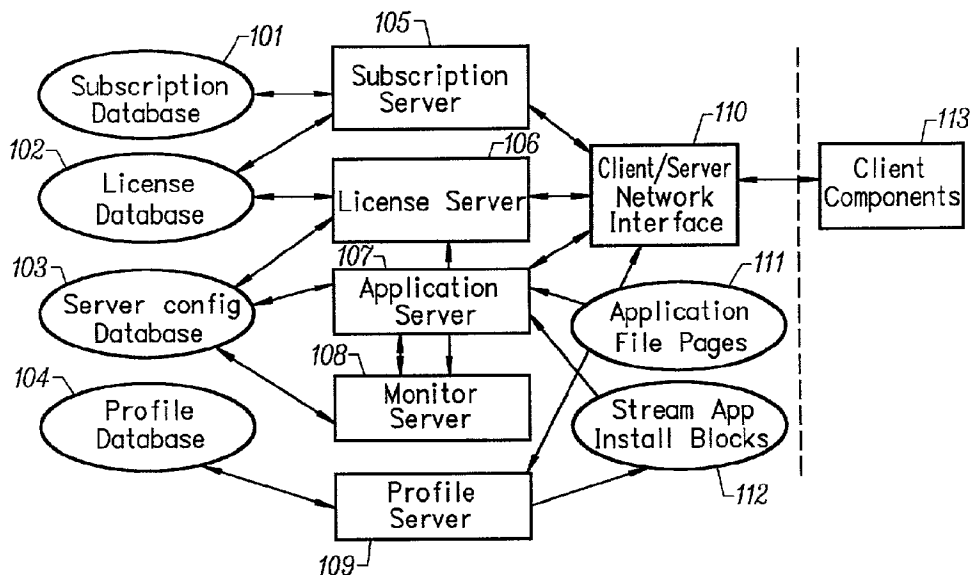 101
Subscription
Database
105
Subscription
Server
102
License
Database
106
License Server
110
Client/Server
Network
Interface
113
Client
Components
103
Server config
Database
107
Application
Server
111
Application
File Pages
108
Monitor
Server
104
Profile
Database
Stream App
Install Blocks
112
Profile
Server
109